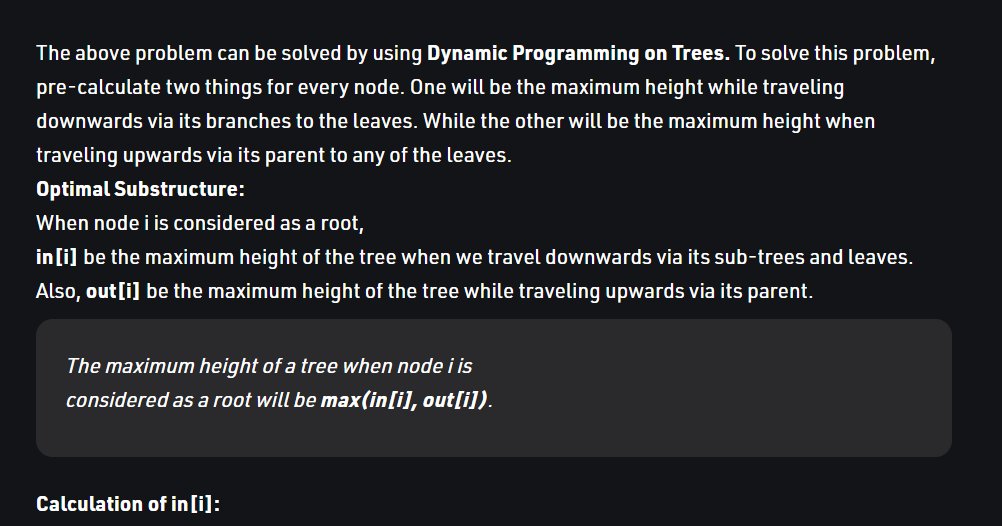 The above problem can be solved by using Dynamic Programming on Trees. To solve this problem,
pre-calculate two things for every node. One will be the maximum height while traveling
downwards via its branches to the leaves. While the other will be the maximum height when
traveling upwards via its parent to any of the leaves.
Optimal Substructure:
When node i is considered as a root,
in[i] be the maximum height of the tree when we travel downwards via its sub-trees and leaves.
Also, out[i] be the maximum height of the tree while traveling upwards via its parent.
The maximum height of a tree when node i is
considered as a root will be max(in[i], out[i]).
Calculation of in[i]: